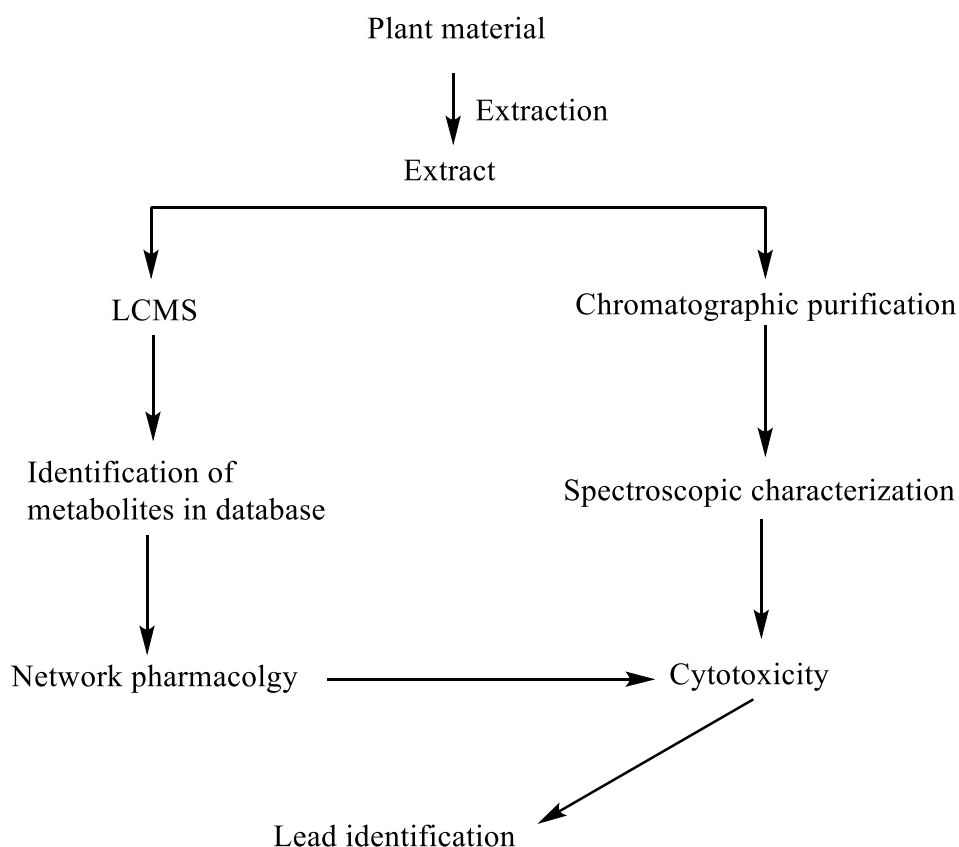 Plant material
Extraction
Extract
LCMS
Chromatographic purification
Identification of
metabolites in database
Spectroscopic characterization
Network pharmacolgy
Cytotoxicity
Lead identification